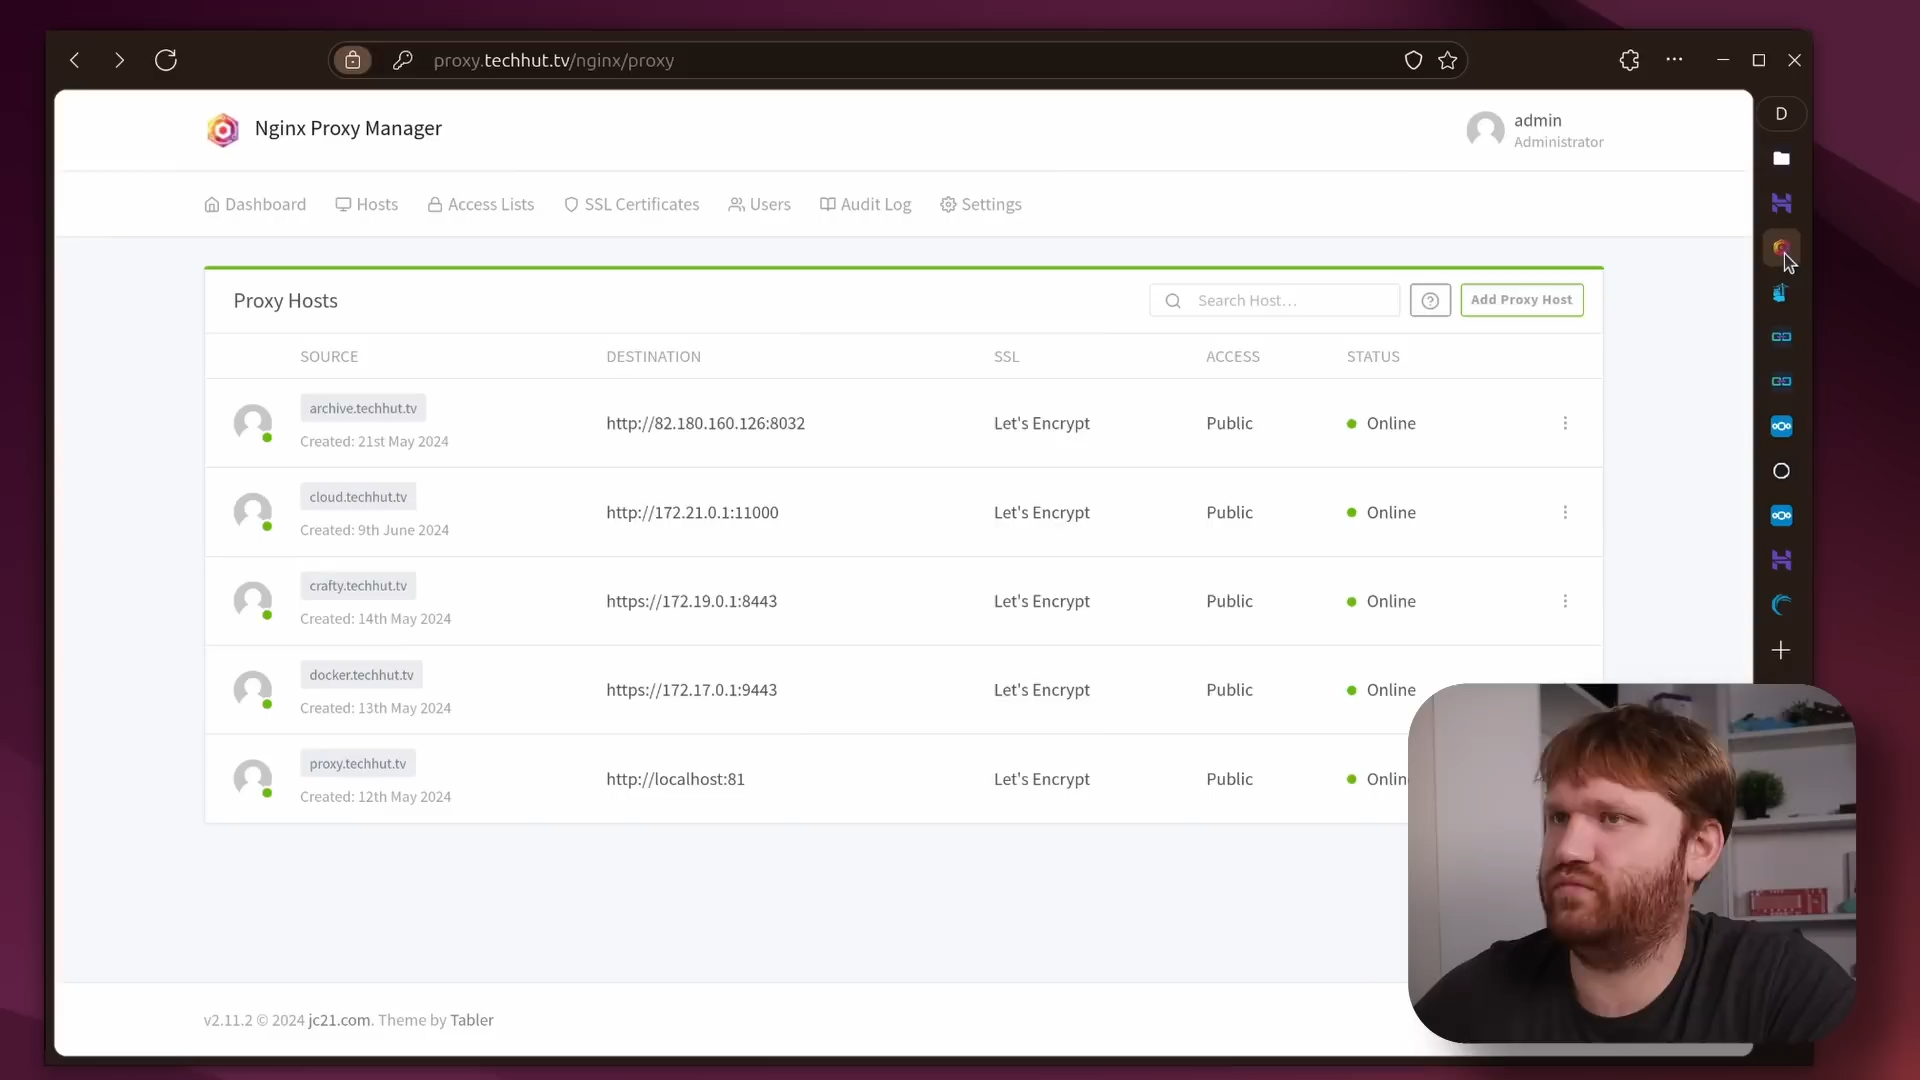 proxy.techhut.tv/nginx/proxy
Nginx Proxy Manager
admin
Administrator
D
Dashboard Hosts Access Lists SSL Certificates Users Audit Log Settings
Proxy Hosts Search Host… Add Proxy Host
SOURCE DESTINATION SSL ACCESS STATUS
archive.techhut.tv
Created: 21st May 2024
http://82.180.160.126:8032 Let's Encrypt Public Online
cloud.techhut.tv
Created: 9th June 2024
http://172.21.0.1:11000 Let's Encrypt Public Online
crafty.techhut.tv
Created: 14th May 2024
https://172.19.0.1:8443 Let's Encrypt Public Online
docker.techhut.tv
Created: 13th May 2024
https://172.17.0.1:9443 Let's Encrypt Public Online
proxy.techhut.tv
Created: 12th May 2024
http://localhost:81 Let's Encrypt Public Onlin
v2.11.2 © 2024 jc21.com. Theme by Tabler